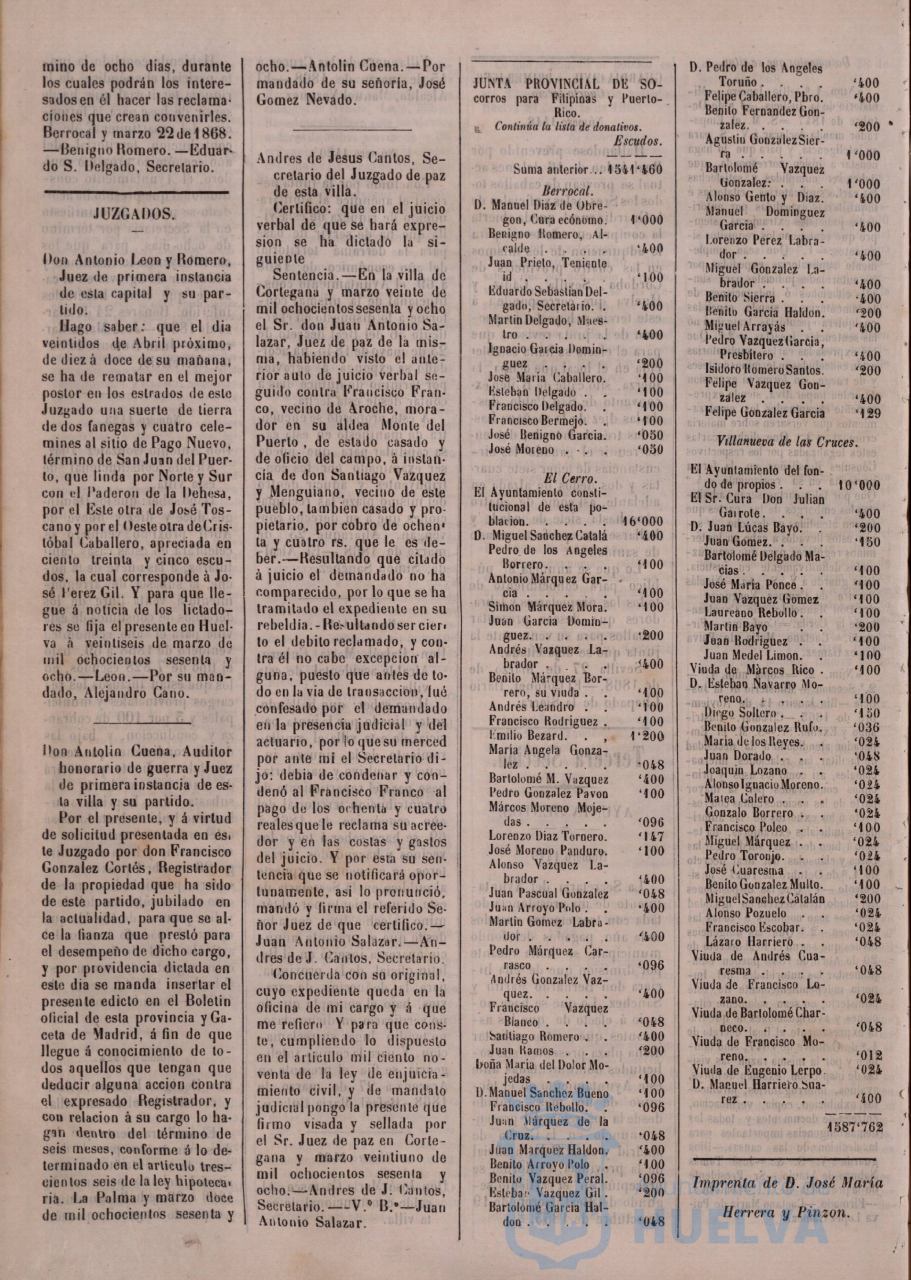 mino de ocho dias, durante
los cuales podrán los intere-
sados en él hacer las reclama-
ciones que crean convenirles.
Berrocal y marzo 22 de 1868.
—Benigno Romero.—Eduar-
do S. Delgado, Secretario.
JUZGADOS.
Don Antonio Leon y Romero,
Juez de primera instancia
de esta capital y su par-
tido.
Hago saber: que el dia
veintidos de Abril próximo,
de diez á doce de su mañana,
se ha de rematar en el mejor
postor en los estrados de este
Juzgado una suerte de tierra
de dos fanegas y cuatro cele-
mines al sitio de Pago Nuevo,
término de San Juan del Puer-
to, que linda por Norte y Sur
con el Paderon de la Dehesa,
por el Este otra de José Tos-
cano y por el Oeste otra de Cris-
tóbal Caballero, apreciada en
ciento treinta y cinco escu-
dos, la cual corresponde à Jo-
sé Perez Gil. Y para que lle-
gue á noticia de los lictado-
res se fija el presente en Huel-
va à veintiseis de marzo de
mil ochocientos sesenta y
ocho.—Leon.—Por su man-
dado, Alejandro Cano.
Don Antolin Cuena, Auditor
honorario de guerra y Juez
de primera instancia de es-
ta villa y su partido.
Por el presente, y á virtud
de solicitud presentada en es-
te Juzgado por don Francisco
Gonzalez Cortés, Registrador
de la propiedad que ha sido
de este partido, jubilado en
la actualidad, para que se al-
ce la fianza que prestó para
el desempeño de dicho cargo,
y por providencia dictada en
este dia se manda insertar el
presente edicto en el Boletin
oficial de esta provincia y Ga-
ceta de Madrid, á fin de que
llegue á conocimiento de to-
dos aquellos que tengan que
deducir alguna accion contra
el expresado Registrador, y
con relacion á su cargo lo ha-
gan dentro del término de
seis meses, conforme á lo de-
terminado en el articulo tres-
cientos seis de la ley hipoteca-
ria. La Palma y marzo doce
de mil ochocientos sesenta y
ocho.—Antolin Cuena.—Por
mandado de su señoria, José
Gomez Nevado.
Andres de Jesus Cantos, Se-
cretario del Juzgado de paz
de esta villa.
Certifico: que en el juicio
verbal de que se hará expre-
sion se ha dictado la si-
guiente
Sentencia.—En la villa de
Cortegana y marzo veinte de
mil ochocientos sesenta y ocho
el Sr. don Juan Antonio Sa-
lazar, Juez de paz de la mis-
ma, habiendo visto el ante-
rior auto de juicio verbal se-
guido contra Francisco Fran-
co, vecino de Aroche, mora-
dor en su aldea Monte del
Puerto, de estado casado y
de oficio del campo, à instan-
cia de don Santiago Vazquez
y Menguiano, vecino de este
pueblo, tambien casado y pro-
pietario, por cobro de ochen-
ta y cuatro rs. que le es de-
ber.—Resultando que citado
à juicio el demandado no ha
comparecido, por lo que se ha
tramitado el expediente en su
rebeldia.-Resultando ser cier-
to el debito reclamado, y con-
tra él no cabe excepcion al-
guna, puesto que antes de to-
do en la via de transaccion, fué
confesado por el demandado
en la presencia judicial y del
actuario, por lo que su merced
por ante mi el Secretario di-
jo: debia de condenar y con-
denó al Francisco Franco al
pago de los ochenta y cuatro
reales que le reclama su acree-
dor y en las costas y gastos
del juicio. Y por esta su sen-
tencia que se notificará opor-
tunamente, asi lo pronunció,
mandó y firma el referido Se-
ñor Juez de que certifico.—
Juan Antonio Salazar.—An-
dres de J. Cantos, Secretario.
Concuerda con su original,
cuyo expediente queda en la
oficina de mi cargo y á que
me refiero Y para que cons-
te, cumpliendo lo dispuesto
en el articulo mil ciento no-
venta de la ley de enjuicia-
miento civil, y de mandato
judicial pongo la presente que
firmo visada y sellada por
el Sr. Juez de paz en Corte-
gana y marzo veintiuno de
mil ochocientos sesenta y
ocho.—Andres de J. Cantos,
Secretario.—-V.º B.º—Juan
Antonio Salazar.
JUNTA PROVINCIAL DE SO-
corros para Filipinas y Puerto-
Rico.
Continúa la lista de donativos.
Escudos.
Suma anterior... 1541‘460
Berrocal.
D. Manuel Diaz de Obre-
gon, Cura ecónomo. 1‘000
Benigno Romero, Al-
calde . . . . ‘400
Juan Prieto, Teniente
id . . . . . ‘100
Eduardo Sebastian Del-
gado, Secretario. . ‘400
Martin Delgado, Maes-
tro . . . . . ‘400
Ignacio Garcia Domin-
guez . . . . . ‘200
José Maria Caballero. ‘100
Esteban Delgado . . ‘100
Francisco Delgado. . ‘100
Francisco Bermejo. . ‘100
José Benigno Garcia. ‘050
José Moreno . . . ‘050
El Cerro.
El Ayuntamiento consti-
tucional de esta po-
blacion. . . . . 16‘000
D. Miguel Sanchez Catalá ‘400
Pedro de los Angeles
Borrero. . . . ‘100
Antonio Márquez Gar-
cia . . . . . ‘100
Simon Márquez Mora. ‘100
Juan Garcia Domin-
guez. . . . . ‘200
Andrés Vazquez La-
brador . . . . ‘400
Benito Márquez Bor-
rero, su viuda . . ‘100
Andrés Leandro . . ‘100
Francisco Rodriguez . ‘100
Emilio Bezard. . , 1‘200
Maria Angela Gonza-
lez . . . . . ‘048
Bartolomé M. Vazquez ‘400
Pedro Gonzalez Pavon ‘100
Márcos Moreno Moje-
das . . . . . ‘096
Lorenzo Diaz Tornero. ‘147
José Moreno Panduro. ‘100
Alonso Vazquez La-
brador . . . . ‘400
Juan Pascual Gonzalez ‘048
Juan Arroyo Polo . . ‘400
Martin Gomez Labra-
dor . . . . . ‘400
Pedro Márquez Car-
rasco . . . . ‘096
Andrés Gonzalez Vaz-
quez. . . . . ‘400
Francisco Vazquez
Blanco . . . . ‘048
Santiago Romero . . ‘400
Juan Ramos . . . ‘200
Doña Maria del Dolor Mo-
jedas . . . . ‘100
D. Manuel Sanchez Bueno ‘100
Francisco Rebollo. . ‘096
Juan Márquez de la
Cruz. . . . . ‘048
Juan Marquez Haldon. ‘400
Benito Arroyo Polo . ‘100
Benito Vazquez Peral. ‘096
Esteban Vazquez Gil . ‘200
Bartolomé Garcia Hal-
don . . . . . ‘048
D. Pedro de los Angeles
Toruño . . . . ‘400
Felipe Caballero, Pbro. ‘400
Benito Fernandez Gon-
zalez. . . . . ‘200
Agustin Gonzalez Sier-
ra . . . . . 1‘000
Bartolomé Vazquez
Gonzalez: . . . 1‘000
Alonso Gento y Diaz. ‘400
Manuel Dominguez
Garcia . . . . ‘400
Lorenzo Perez Labra-
dor . . . . . ‘400
Miguel Gonzalez La-
brador . . . . ‘400
Benito Sierra . . . ‘400
Benito Garcia Haldon. ‘200
Miguel Arrayás . . ‘400
Pedro Vazquez Garcia,
Presbitero . . . ‘400
Isidoro Romero Santos. ‘200
Felipe Vazquez Gon-
zalez . . . . ‘400
Felipe Gonzalez Garcia ‘129
Villanueva de las Cruces.
El Ayuntamiento del fon-
do de propios . . . 10‘000
El Sr. Cura Don Julian
Garrote. . . . ‘400
D. Juan Lúcas Bayo. . ‘200
Juan Gomez. . . . ‘150
Bartolomé Delgado Ma-
cias . . . . . ‘100
José Maria Ponce . . ‘100
Juan Vazquez Gomez ‘100
Laureano Rebollo . . ‘100
Martin Bayo . . ‘200
Juan Rodriguez . . ‘100
Juan Medel Limon. . ‘100
Viuda de Márcos Rico . ‘100
D. Esteban Navarro Mo-
reno. . . . . ‘100
Diego Soltero . . . ‘150
Benito Gonzalez Rufo. ‘036
Maria de los Reyes. . ‘024
Juan Dorado . . . ‘048
Joaquin Lozano . . ‘024
Alonso Ignacio Moreno. ‘024
Matea Calero . . . ‘024
Gonzalo Borrero . . ‘024
Francisco Poleo . . ‘100
Miguel Márquez . . ‘024
Pedro Toronjo. . . ‘024
José Cuaresma . . ‘100
Benito Gonzalez Multo. ‘100
Miguel Sanchez Catalán ‘200
Alonso Pozuelo . . ‘024
Francisco Escobar. . ‘024
Lázaro Harriero . . ‘048
Viuda de Andrés Cua-
resma . . . . ‘048
Viuda de Francisco Lo-
zano. . . . . ‘024
Viuda de Bartolomé Char-
neco. . . . . ‘048
Viuda de Francisco Mo-
reno. . . . . ‘012
Viuda de Eugenio Lerpo. ‘024
D. Manuel Harriero Sua-
rez . . . . . ‘400
1587‘762
Imprenta de D. José María
Herrera y Pinzon.
HUELVA